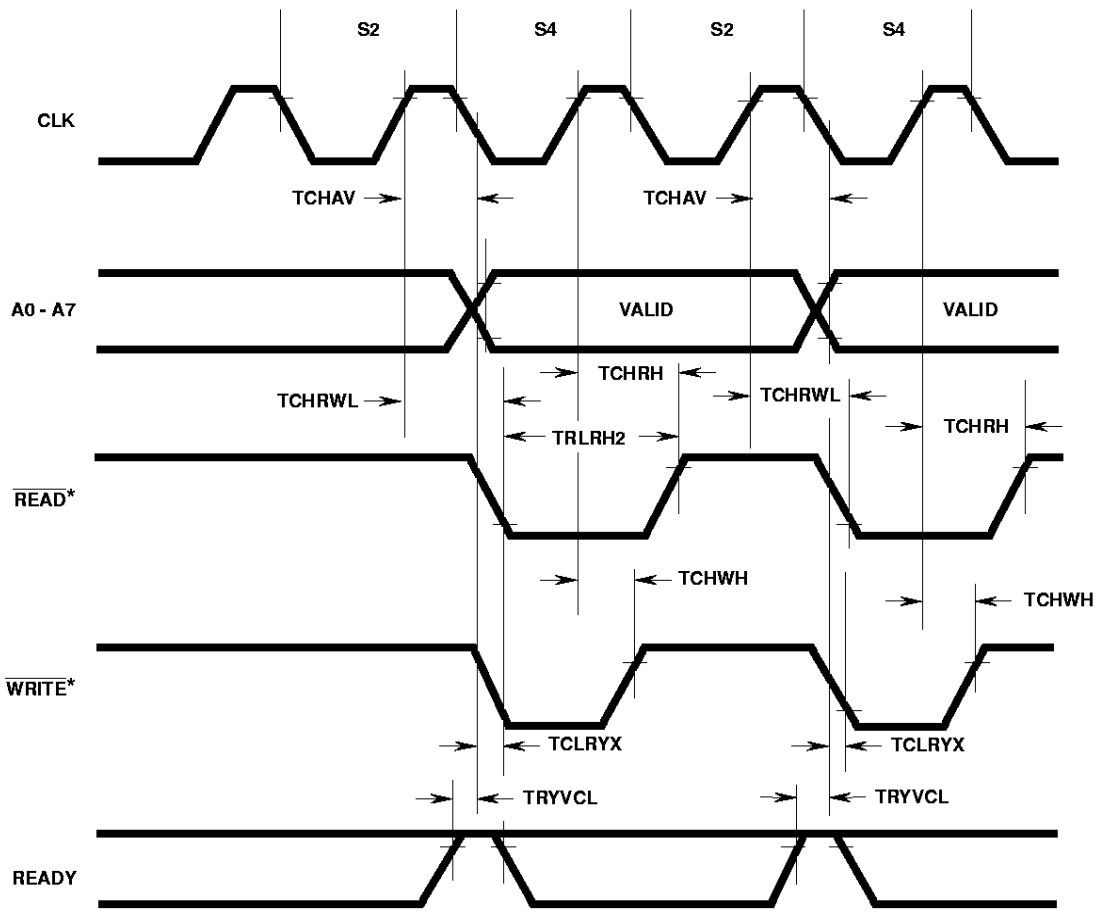 S2 S4 S2 S4
CLK
TCHAV TCHAV
A0 - A7 VALID VALID
TCHRH
TCHRWL TCHRWL
TCHRH
TRLRH2
READ*
TCHWH
TCHWH
WRITE*
TCLRYX TCLRYX
TRYVCL TRYVCL
READY